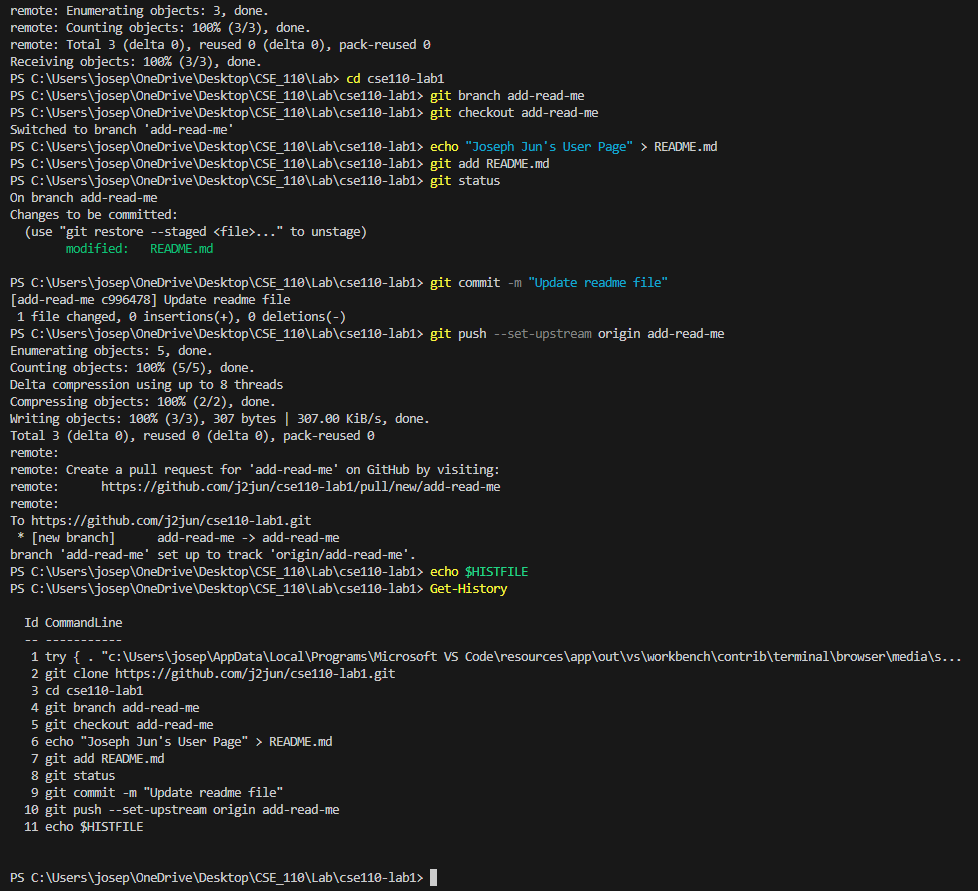 remote: Enumerating objects: 3, done.
remote: Counting objects: 100% (3/3), done.
remote: Total 3 (delta 0), reused 0 (delta 0), pack-reused 0
Receiving objects: 100% (3/3), done.
PS C:\Users\josep\OneDrive\Desktop\CSE_110\Lab> cd cse110-lab1
PS C:\Users\josep\OneDrive\Desktop\CSE_110\Lab\cse110-lab1> git branch add-read-me
PS C:\Users\josep\OneDrive\Desktop\CSE_110\Lab\cse110-lab1> git checkout add-read-me
Switched to branch 'add-read-me'
PS C:\Users\josep\OneDrive\Desktop\CSE_110\Lab\cse110-lab1> echo "Joseph Jun's User Page" > README.md
PS C:\Users\josep\OneDrive\Desktop\CSE_110\Lab\cse110-lab1> git add README.md
PS C:\Users\josep\OneDrive\Desktop\CSE_110\Lab\cse110-lab1> git status
On branch add-read-me
Changes to be committed:
  (use "git restore --staged <file>..." to unstage)
        modified:   README.md

PS C:\Users\josep\OneDrive\Desktop\CSE_110\Lab\cse110-lab1> git commit -m "Update readme file"
[add-read-me c996478] Update readme file
 1 file changed, 0 insertions(+), 0 deletions(-)
PS C:\Users\josep\OneDrive\Desktop\CSE_110\Lab\cse110-lab1> git push --set-upstream origin add-read-me
Enumerating objects: 5, done.
Counting objects: 100% (5/5), done.
Delta compression using up to 8 threads
Compressing objects: 100% (2/2), done.
Writing objects: 100% (3/3), 307 bytes | 307.00 KiB/s, done.
Total 3 (delta 0), reused 0 (delta 0), pack-reused 0
remote:
remote: Create a pull request for 'add-read-me' on GitHub by visiting:
remote:      https://github.com/j2jun/cse110-lab1/pull/new/add-read-me
remote:
To https://github.com/j2jun/cse110-lab1.git
 * [new branch]      add-read-me -> add-read-me
branch 'add-read-me' set up to track 'origin/add-read-me'.
PS C:\Users\josep\OneDrive\Desktop\CSE_110\Lab\cse110-lab1> echo $HISTFILE
PS C:\Users\josep\OneDrive\Desktop\CSE_110\Lab\cse110-lab1> Get-History

  Id CommandLine
  -- -----------
   1 try { . "c:\Users\josep\AppData\Local\Programs\Microsoft VS Code\resources\app\out\vs\workbench\contrib\terminal\browser\media\s...
   2 git clone https://github.com/j2jun/cse110-lab1.git
   3 cd cse110-lab1
   4 git branch add-read-me
   5 git checkout add-read-me
   6 echo "Joseph Jun's User Page" > README.md
   7 git add README.md
   8 git status
   9 git commit -m "Update readme file"
  10 git push --set-upstream origin add-read-me
  11 echo $HISTFILE

PS C:\Users\josep\OneDrive\Desktop\CSE_110\Lab\cse110-lab1>